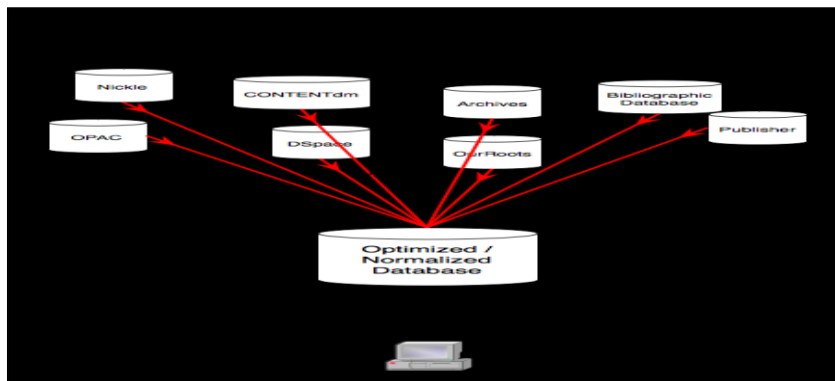 Nickle
CONTENTdm
Archives
Bibliographic
Database
OPAC
DSpace
OurRoots
Publisher
Optimized /
Normalized
Database